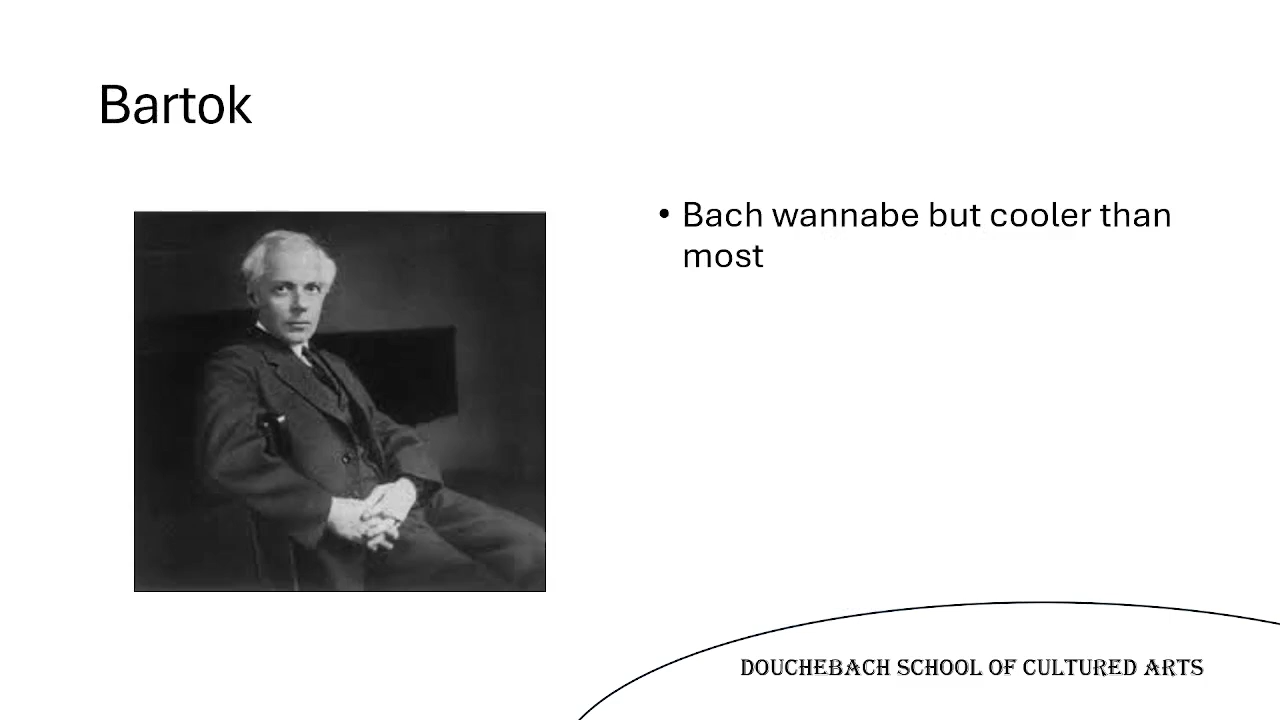 Bartok
• Bach wannabe but cooler than
most
DOUCHEBACH SCHOOL OF CULTURED ARTS